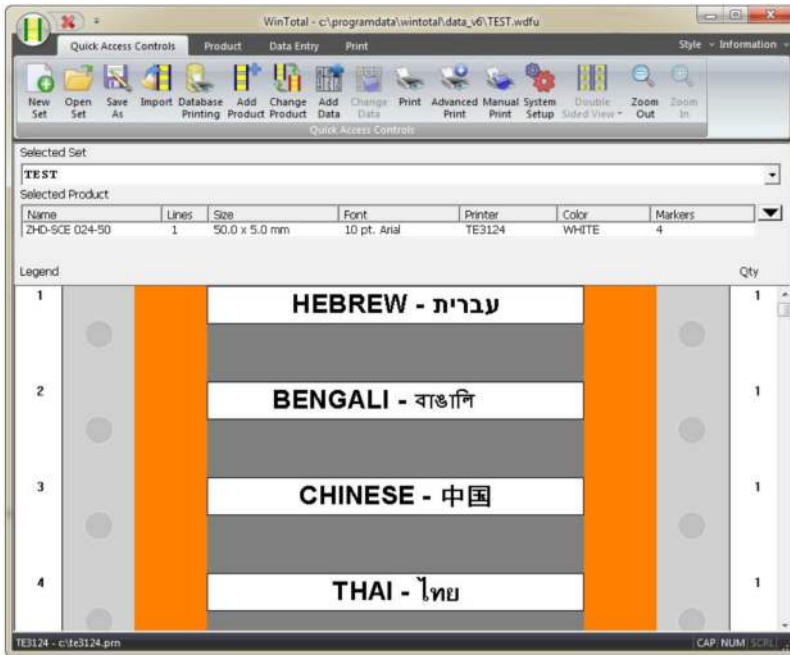 WinTotal - c:\programdata\wintotal\data_v6\TEST.wdfu
Quick Access Controls Product Data Entry Print Style Information
New Set Open Set Save As Import Database Printing Add Product Change Product Add Data Change Data Print Advanced Print Manual Print System Setup Double Sided View Zoom Out Zoom In
Quick Access Controls
Selected Set
TEST
Selected Product
Name Lines Size Font Printer Color Markers
ZHD-SCE 024-50 1 50.0 x 5.0 mm 10 pt. Arial TE3124 WHITE 4
Legend Qty
1 HEBREW - עברית 1
2 BENGALI - বাঙালি 1
3 CHINESE - 中国 1
4 THAI - ไทย 1
TE3124 - c:\te3124.prn CAP NUM SCRL